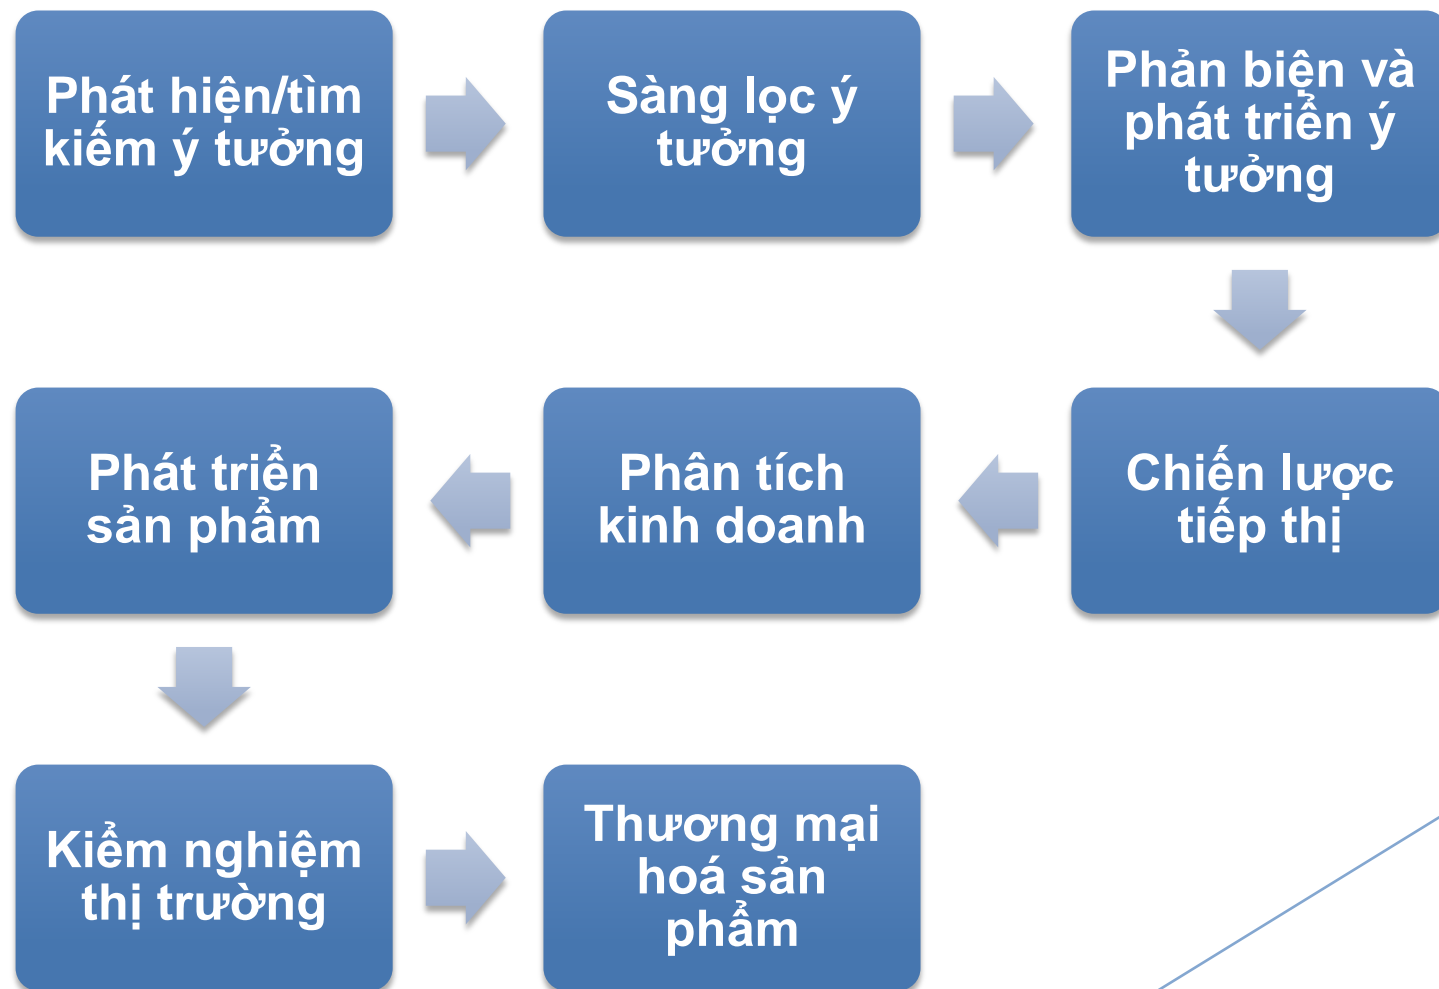 Phát hiện/tìm
kiếm ý tưởng
Sàng lọc ý
tưởng
Phản biện và
phát triển ý
tưởng
Chiến lược
tiếp thị
Phân tích
kinh doanh
Phát triển
sản phẩm
Kiểm nghiệm
thị trường
Thương mại
hoá sản
phẩm